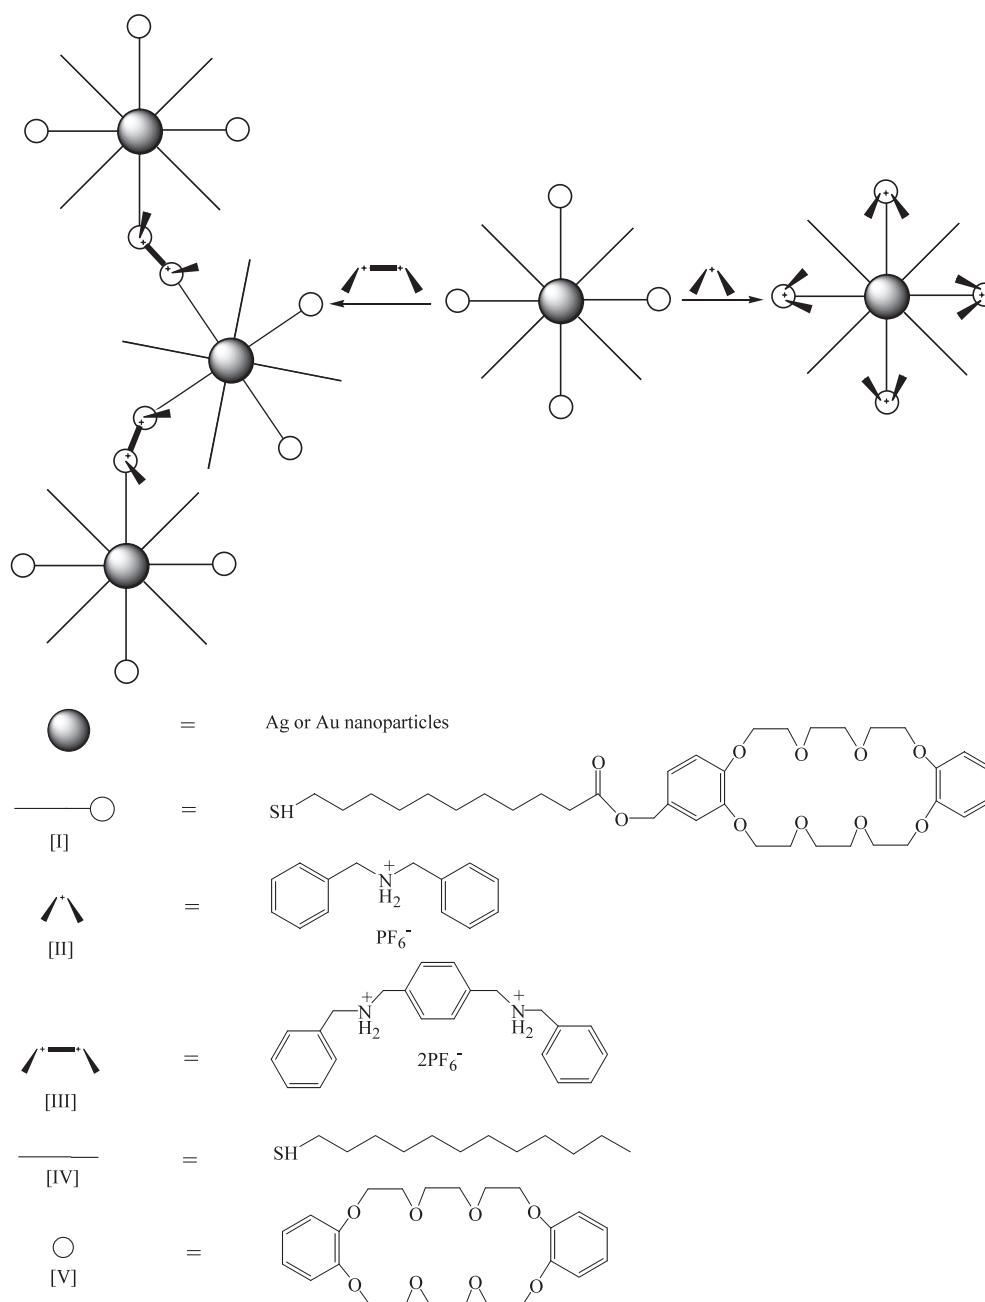 = Ag or Au nanoparticles
[I] = SH O O O O O O O O O O
[II] = + N H2 PF6-
[III] = + N H2 + N H2 2PF6-
[IV] = SH
[V] = O O O O O O O O